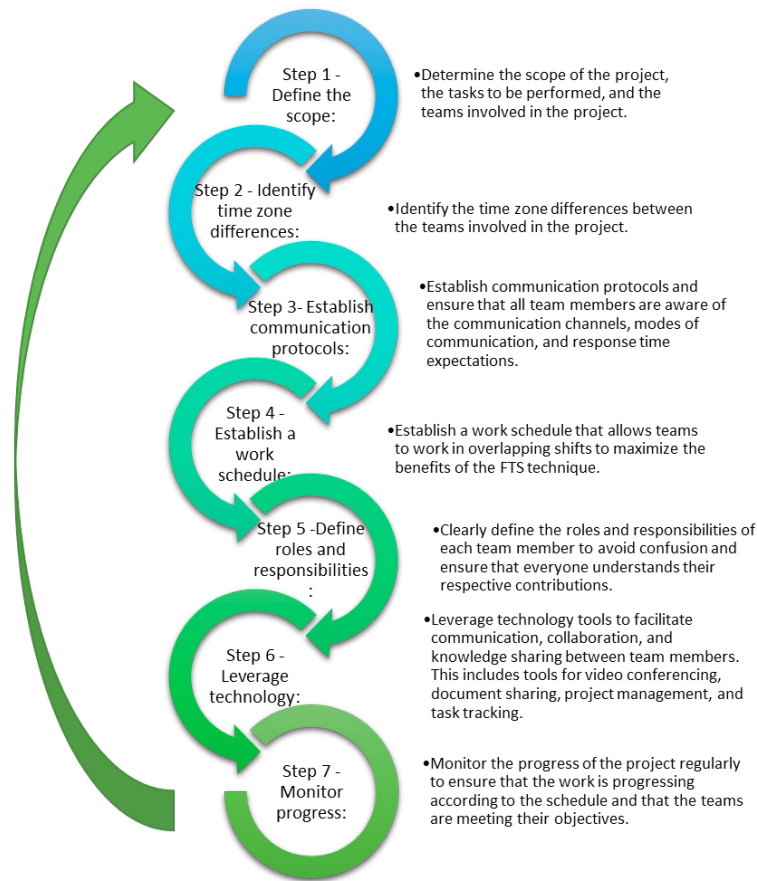 Step 1 -
Define the
scope:
•Determine the scope of the project,
the tasks to be performed, and the
teams involved in the project.
Step 2 - Identify
time zone
differences:
•Identify the time zone differences between
the teams involved in the project.
Step 3- Establish
communication
protocols:
•Establish communication protocols and
ensure that all team members are aware of
the communication channels, modes of
communication, and response time
expectations.
Step 4 -
Establish a
work
schedule:
•Establish a work schedule that allows teams
to work in overlapping shifts to maximize the
benefits of the FTS technique.
Step 5 -Define
roles and
responsibilities
:
•Clearly define the roles and responsibilities of
each team member to avoid confusion and
ensure that everyone understands their
respective contributions.
Step 6 -
Leverage
technology:
•Leverage technology tools to facilitate
communication, collaboration, and
knowledge sharing between team members.
This includes tools for video conferencing,
document sharing, project management, and
task tracking.
Step 7 -
Monitor
progress:
•Monitor the progress of the project regularly
to ensure that the work is progressing
according to the schedule and that the teams
are meeting their objectives.